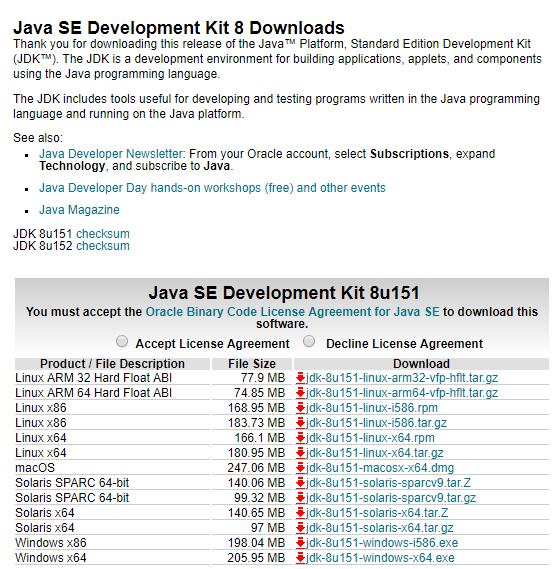 Java SE Development Kit 8 Downloads
Thank you for downloading this release of the Java™ Platform, Standard Edition Development Kit
(JDK™). The JDK is a development environment for building applications, applets, and components
using the Java programming language.
The JDK includes tools useful for developing and testing programs written in the Java programming
language and running on the Java platform.
See also:
Java Developer Newsletter: From your Oracle account, select Subscriptions, expand
Technology, and subscribe to Java.
Java Developer Day hands-on workshops (free) and other events
Java Magazine
JDK 8u151 checksum
JDK 8u152 checksum
Java SE Development Kit 8u151
You must accept the Oracle Binary Code License Agreement for Java SE to download this
software.
Accept License Agreement Decline License Agreement
Product / File Description File Size Download
Linux ARM 32 Hard Float ABI 77.9 MB jdk-8u151-linux-arm32-vfp-hflt.tar.gz
Linux ARM 64 Hard Float ABI 74.85 MB jdk-8u151-linux-arm64-vfp-hflt.tar.gz
Linux x86 168.95 MB jdk-8u151-linux-i586.rpm
Linux x86 183.73 MB jdk-8u151-linux-i586.tar.gz
Linux x64 166.1 MB jdk-8u151-linux-x64.rpm
Linux x64 180.95 MB jdk-8u151-linux-x64.tar.gz
macOS 247.06 MB jdk-8u151-macosx-x64.dmg
Solaris SPARC 64-bit 140.06 MB jdk-8u151-solaris-sparcv9.tar.Z
Solaris SPARC 64-bit 99.32 MB jdk-8u151-solaris-sparcv9.tar.gz
Solaris x64 140.65 MB jdk-8u151-solaris-x64.tar.Z
Solaris x64 97 MB jdk-8u151-solaris-x64.tar.gz
Windows x86 198.04 MB jdk-8u151-windows-i586.exe
Windows x64 205.95 MB jdk-8u151-windows-x64.exe